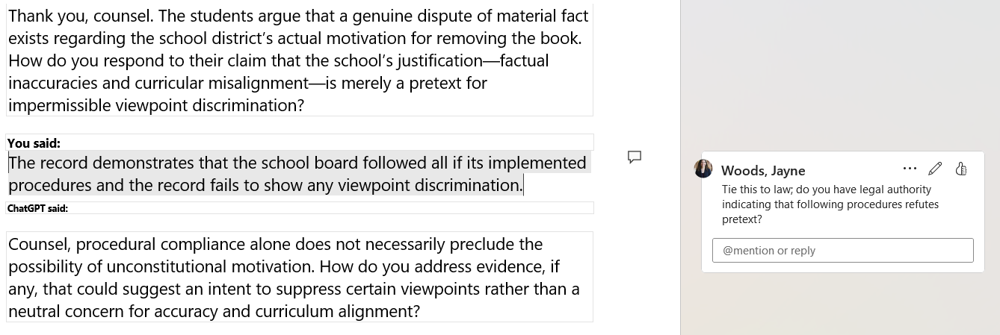 Thank you, counsel. The students argue that a genuine dispute of material fact
exists regarding the school district’s actual motivation for removing the book.
How do you respond to their claim that the school’s justification—factual
inaccuracies and curricular misalignment—is merely a pretext for
impermissible viewpoint discrimination?
You said:
The record demonstrates that the school board followed all if its implemented
procedures and the record fails to show any viewpoint discrimination.
ChatGPT said:
Counsel, procedural compliance alone does not necessarily preclude the
possibility of unconstitutional motivation. How do you address evidence, if
any, that could suggest an intent to suppress certain viewpoints rather than a
neutral concern for accuracy and curriculum alignment?
Woods, Jayne
Tie this to law; do you have legal authority
indicating that following procedures refutes
pretext?
@mention or reply